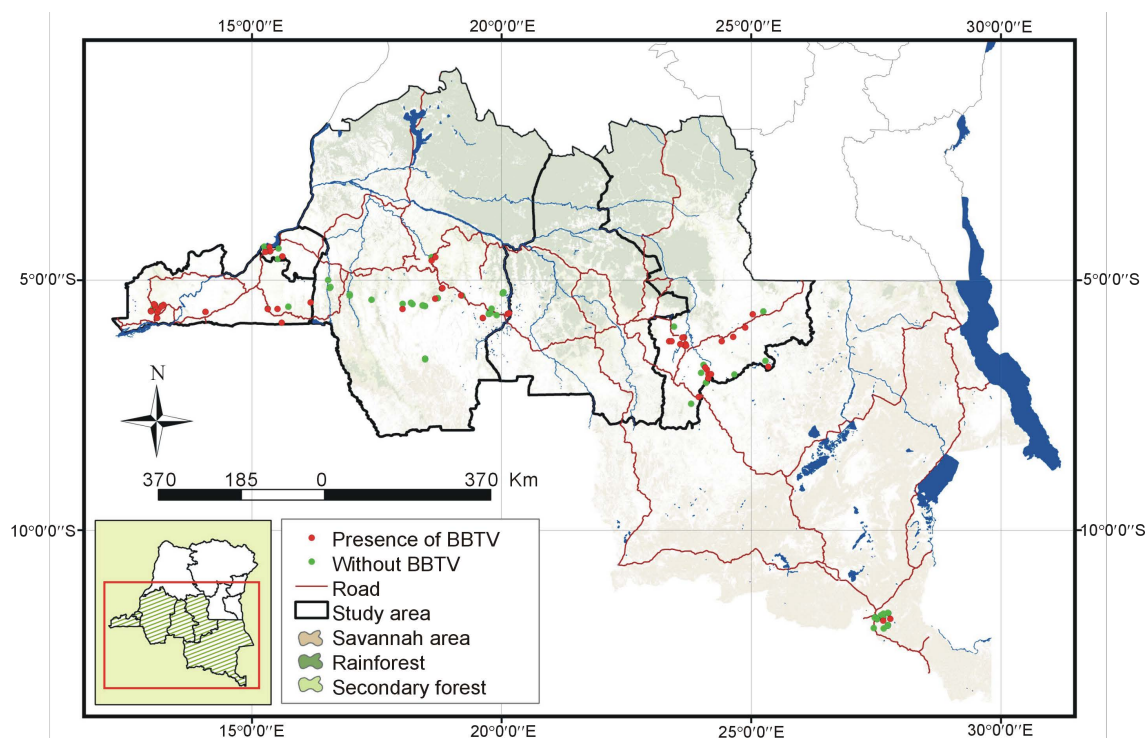 15°0'0''E 20°0'0''E 25°0'0''E 30°0'0''E
5°0'0''S 5°0'0''S
N
370 185 0 370 Km
10°0'0''S 10°0'0''S
Presence of BBTV
Without BBTV
Road
Study area
Savannah area
Rainforest
Secondary forest
15°0'0''E 20°0'0''E 25°0'0''E 30°0'0''E